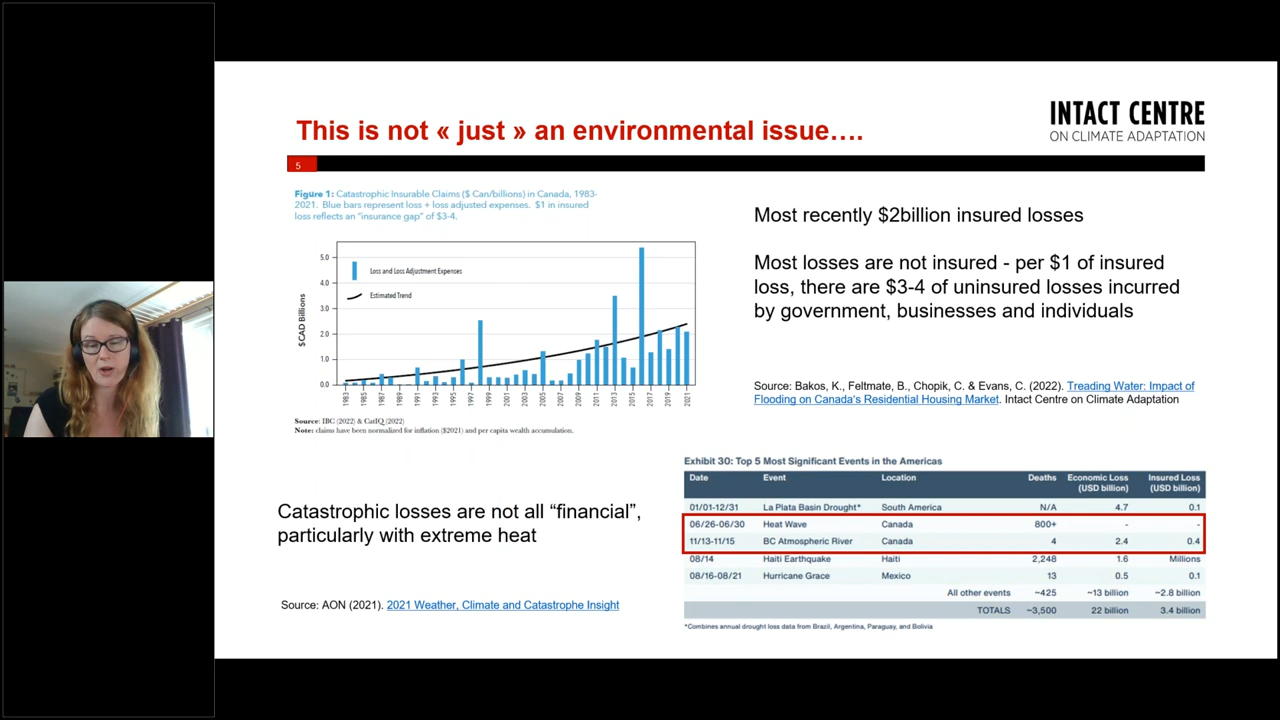 This is not « just » an environmental issue….
INTACT CENTRE
ON CLIMATE ADAPTATION
5
Figure 1: Catastrophic Insurable Claims ($ Can/billions) in Canada, 1983-
2021. Blue bars represent loss + loss adjusted expenses. $1 in insured
loss reflects an "insurance gap" of $3-4.
$CAD Billions
5.0
4.0
3.0
2.0
1.0
0.0
Loss and Loss Adjustment Expenses
Estimated Trend
1983 1985 1987 1989 1991 1993 1995 1997 1999 2001 2003 2005 2007 2009 2011 2013 2015 2017 2019 2021
Source: IBC (2022) & CatIQ (2022)
Note: claims have been normalized for inflation ($2021) and per capita wealth accumulation.
Most recently $2billion insured losses
Most losses are not insured - per $1 of insured
loss, there are $3-4 of uninsured losses incurred
by government, businesses and individuals
Source: Bakos, K., Feltmate, B., Chopik, C. & Evans, C. (2022). Treading Water: Impact of
Flooding on Canada's Residential Housing Market. Intact Centre on Climate Adaptation
Catastrophic losses are not all “financial”,
particularly with extreme heat
Source: AON (2021). 2021 Weather, Climate and Catastrophe Insight
Exhibit 30: Top 5 Most Significant Events in the Americas
Date Event Location Deaths Economic Loss (USD billion) Insured Loss (USD billion)
01/01-12/31 La Plata Basin Drought* South America N/A 4.7 0.1
06/26-06/30 Heat Wave Canada 800+ - -
11/13-11/15 BC Atmospheric River Canada 4 2.4 0.4
08/14 Haiti Earthquake Haiti 2,248 1.6 Millions
08/16-08/21 Hurricane Grace Mexico 13 0.5 0.1
All other events ~425 ~13 billion ~2.8 billion
TOTALS ~3,500 22 billion 3.4 billion
*Combines annual drought loss data from Brazil, Argentina, Paraguay, and Bolivia